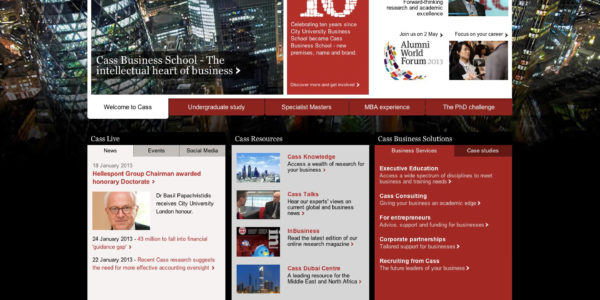 Forward-thinking
research and academic
excellence
10
Celebrating ten years since
City University Business
School became Cass
Business School - new
premises, name and brand.
Discover more and get involved >
Join us on 2 May
Focus on your career
Alumni
World
Forum 2013
Cass Business School - The
intellectual heart of business >
Welcome to Cass
Undergraduate study
Specialist Masters
MBA experience
The PhD challenge
Cass Live
News
Events
Social Media
18 January 2013
Hellespont Group Chairman awarded
honorary Doctorate >
Dr Basil Papachristidis
receives City University
London honour.
24 January 2013 - 43 million to fall into financial
'guidance gap' >
22 January 2013 - Recent Cass research suggests
the need for more effective accounting oversight >
Cass Resources
Cass Knowledge
Access a wealth of research for
your business >
Cass Talks
Hear our experts' views on
current global and business
news >
InBusiness
Read the latest edition of our
online research magazine >
Cass Dubai Centre
A leading resource for the
Middle East and North Africa >
Cass Business Solutions
Business Services
Case studies
Executive Education
Access a wide spectrum of disciplines to meet
business and training needs >
Cass Consulting
Giving your business an academic edge >
For entrepreneurs
Advice, support and funding for businesses >
Corporate partnerships
Tailored support for businesses >
Recruiting from Cass
The future leaders of your business >